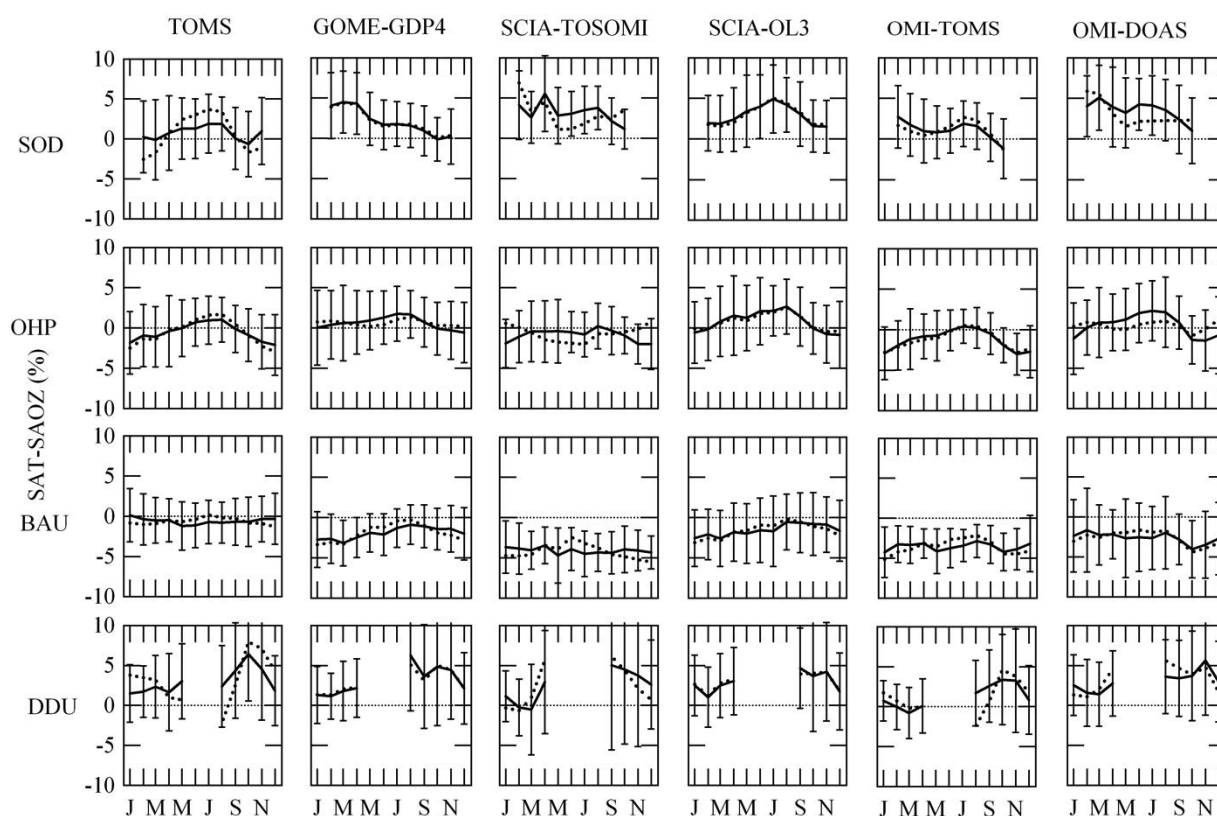 TOMS GOME-GDP4 SCIA-TOSOMI SCIA-OL3 OMI-TOMS OMI-DOAS
10
5
SOD 0
-5
-10
10
5
OHP 0
-5
-10
SAT-SAOZ (%)
10
5
BAU 0
-5
-10
10
5
DDU 0
-5
-10
J M M J S N J M M J S N J M M J S N J M M J S N J M M J S N J M M J S N